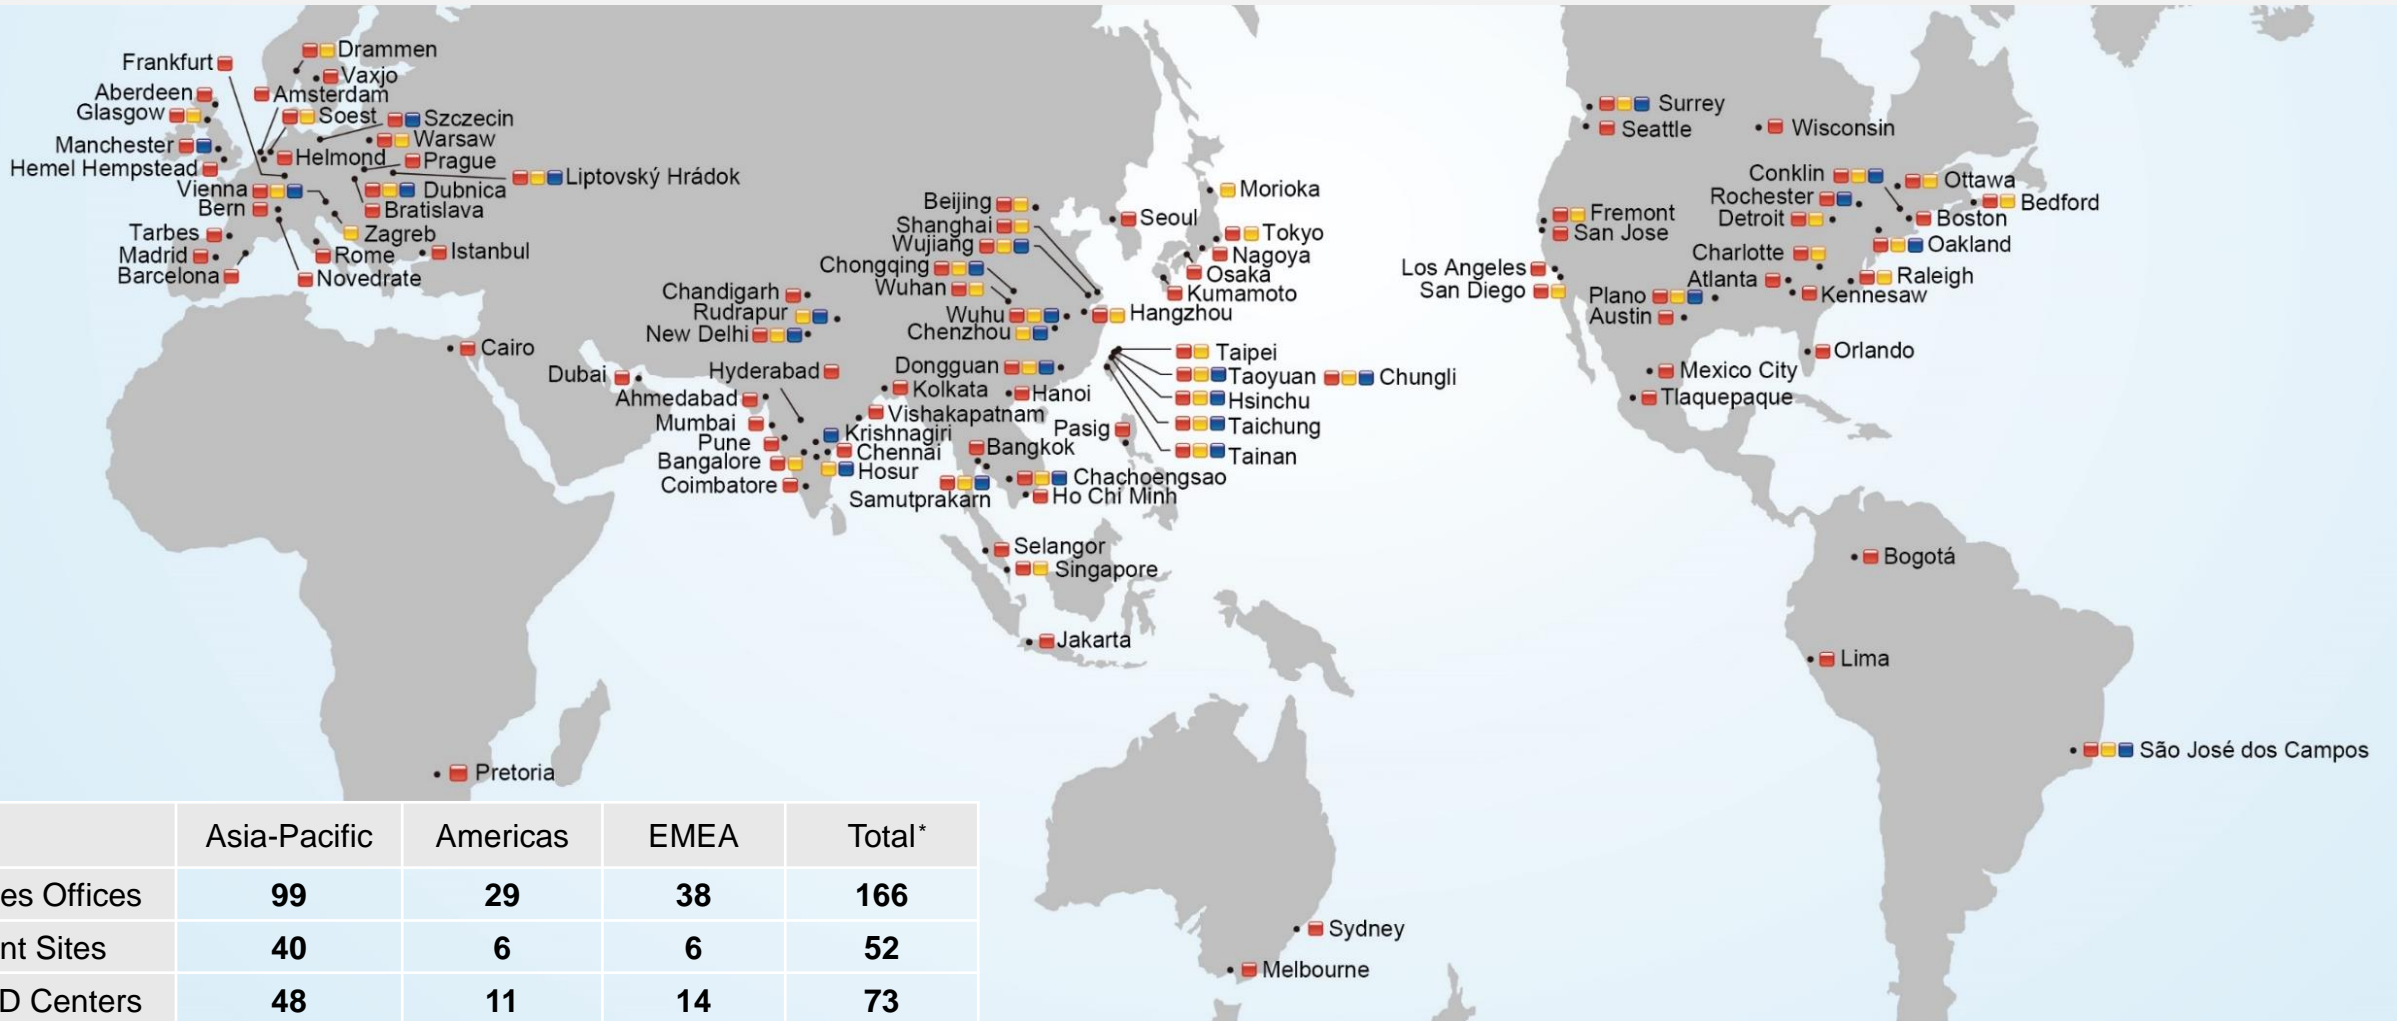 Drammen
Frankfurt
Vaxjo
Aberdeen
Amsterdam
Glasgow
Soest
Szczecin
Warsaw
Manchester
Helmond
Prague
Hemel Hempstead
Liptovský Hrádok
Vienna
Dubnica
Bern
Bratislava
Tarbes
Zagreb
Madrid
Rome
Istanbul
Barcelona
Novedrate
Cairo
Dubai
Pretoria
Beijing
Shanghai
Wujiang
Chongqing
Wuhan
Chandigarh
Rudrapur
New Delhi
Wuhu
Hangzhou
Chenzhou
Seoul
Morioka
Tokyo
Nagoya
Osaka
Kumamoto
Hyderabad
Dongguan
Kolkata
Hanoi
Ahmedabad
Vishakapatnam
Mumbai
Krishnagiri
Pune
Chennai
Bangalore
Hosur
Coimbatore
Taipei
Taoyuan
Chungli
Hsinchu
Taichung
Tainan
Pasig
Bangkok
Chachoengsao
Samutprakarn
Ho Chi Minh
Selangor
Singapore
Jakarta
Sydney
Melbourne
Surrey
Seattle
Wisconsin
Conklin
Ottawa
Rochester
Bedford
Detroit
Boston
Fremont
San Jose
Oakland
Charlotte
Los Angeles
Atlanta
Raleigh
San Diego
Plano
Kennesaw
Austin
Orlando
Mexico City
Tlaquepaque
Bogotá
Lima
São José dos Campos
Asia-Pacific Americas EMEA Total*
es Offices 99 29 38 166
nt Sites 40 6 6 52
D Centers 48 11 14 73